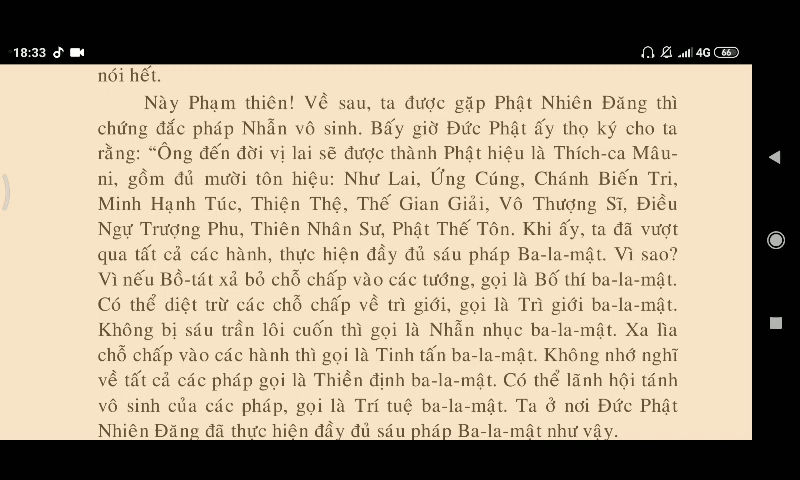 18:33
4G 66
nói hết.
Này Phạm thiên! Về sau, ta được gặp Phật Nhiên Đăng thì
chứng đắc pháp Nhẫn vô sinh. Bấy giờ Đức Phật ấy thọ ký cho ta
rằng: “Ông đến đời vị lai sẽ được thành Phật hiệu là Thích-ca Mâu-
ni, gồm đủ mười tôn hiệu: Như Lai, Ứng Cúng, Chánh Biến Tri,
Minh Hạnh Túc, Thiện Thệ, Thế Gian Giải, Vô Thượng Sĩ, Điều
Ngự Trượng Phu, Thiên Nhân Sư, Phật Thế Tôn. Khi ấy, ta đã vượt
qua tất cả các hành, thực hiện đầy đủ sáu pháp Ba-la-mật. Vì sao?
Vì nếu Bồ-tát xả bỏ chỗ chấp vào các tướng, gọi là Bố thí ba-la-mật.
Có thể diệt trừ các chỗ chấp về trì giới, gọi là Trì giới ba-la-mật.
Không bị sáu trần lôi cuốn thì gọi là Nhẫn nhục ba-la-mật. Xa lìa
chỗ chấp vào các hành thì gọi là Tinh tấn ba-la-mật. Không nhớ nghĩ
về tất cả các pháp gọi là Thiền định ba-la-mật. Có thể lãnh hội tánh
vô sinh của các pháp, gọi là Trí tuệ ba-la-mật. Ta ở nơi Đức Phật
Nhiên Đăng đã thực hiện đầy đủ sáu pháp Ba-la-mật như vậy.